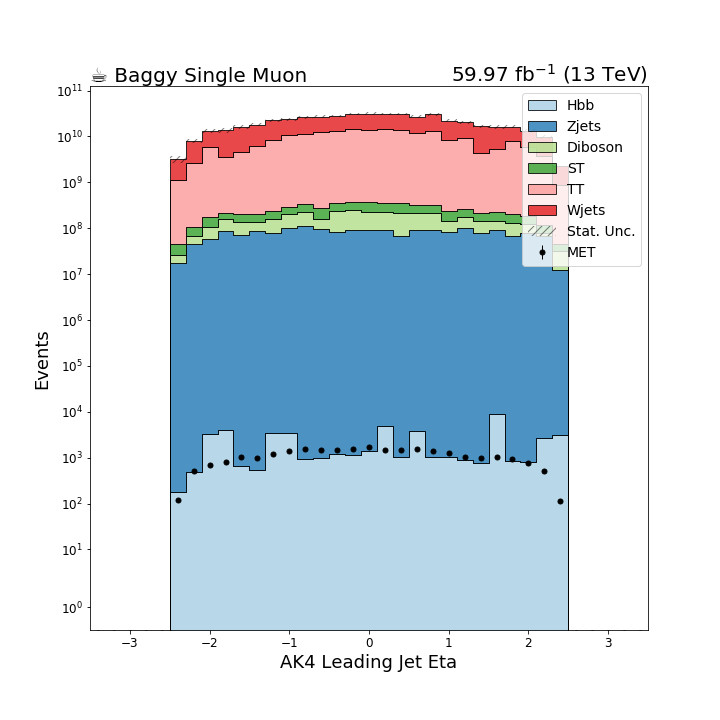 ☕ Baggy Single Muon
59.97 fb⁻¹ (13 TeV)
Hbb
Zjets
Diboson
ST
TT
Wjets
Stat. Unc.
MET
10¹¹
10¹⁰
10⁹
10⁸
10⁷
10⁶
10⁵
10⁴
10³
10²
10¹
10⁰
Events
−3 −2 −1 0 1 2 3
AK4 Leading Jet Eta